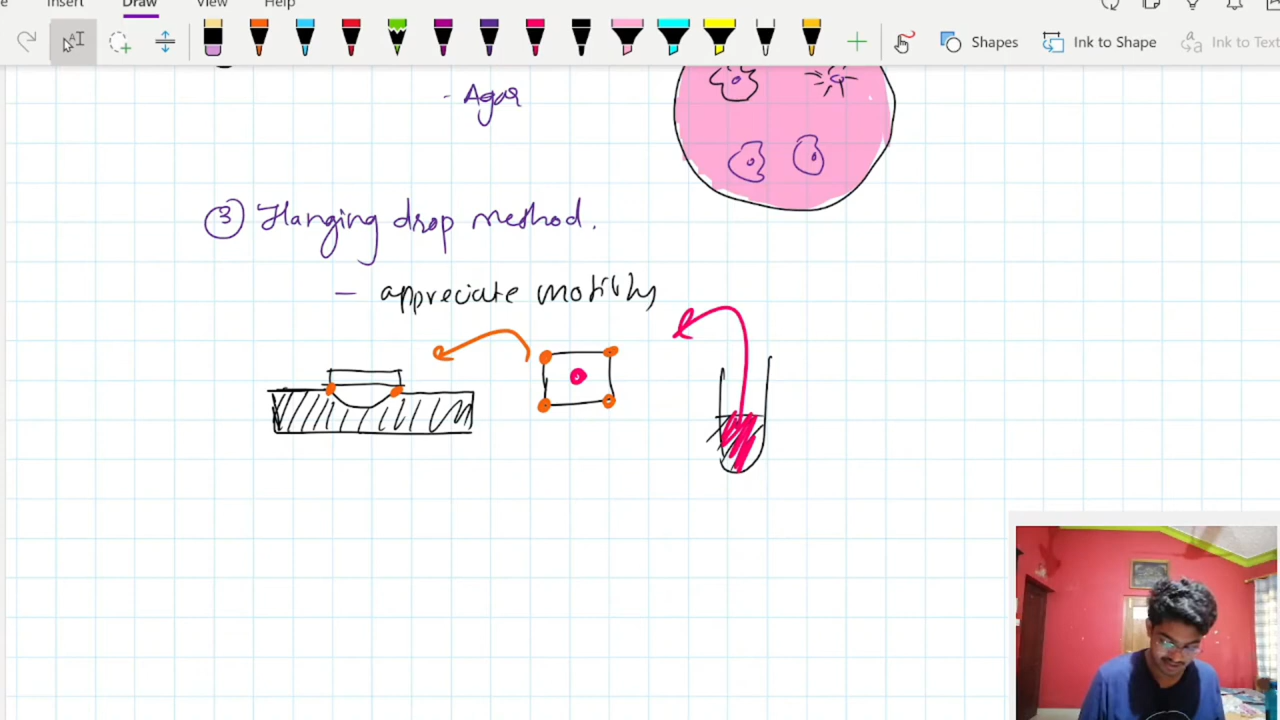 Insert Draw View Help
Shapes Ink to Shape Ink to Text
- Agar
③ Hanging drop method.
— appreciate motility